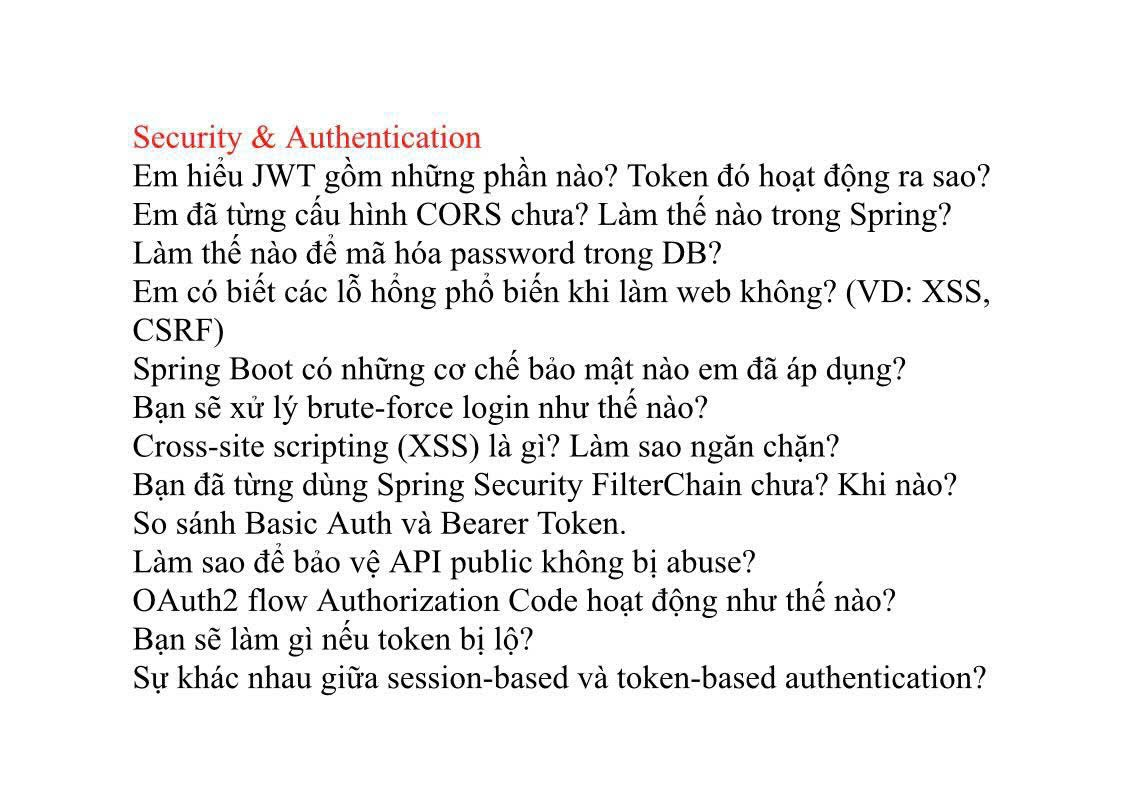 Security & Authentication
Em hiểu JWT gồm những phần nào? Token đó hoạt động ra sao?
Em đã từng cấu hình CORS chưa? Làm thế nào trong Spring?
Làm thế nào để mã hóa password trong DB?
Em có biết các lỗ hổng phổ biến khi làm web không? (VD: XSS,
CSRF)
Spring Boot có những cơ chế bảo mật nào em đã áp dụng?
Bạn sẽ xử lý brute-force login như thế nào?
Cross-site scripting (XSS) là gì? Làm sao ngăn chặn?
Bạn đã từng dùng Spring Security FilterChain chưa? Khi nào?
So sánh Basic Auth và Bearer Token.
Làm sao để bảo vệ API public không bị abuse?
OAuth2 flow Authorization Code hoạt động như thế nào?
Bạn sẽ làm gì nếu token bị lộ?
Sự khác nhau giữa session-based và token-based authentication?